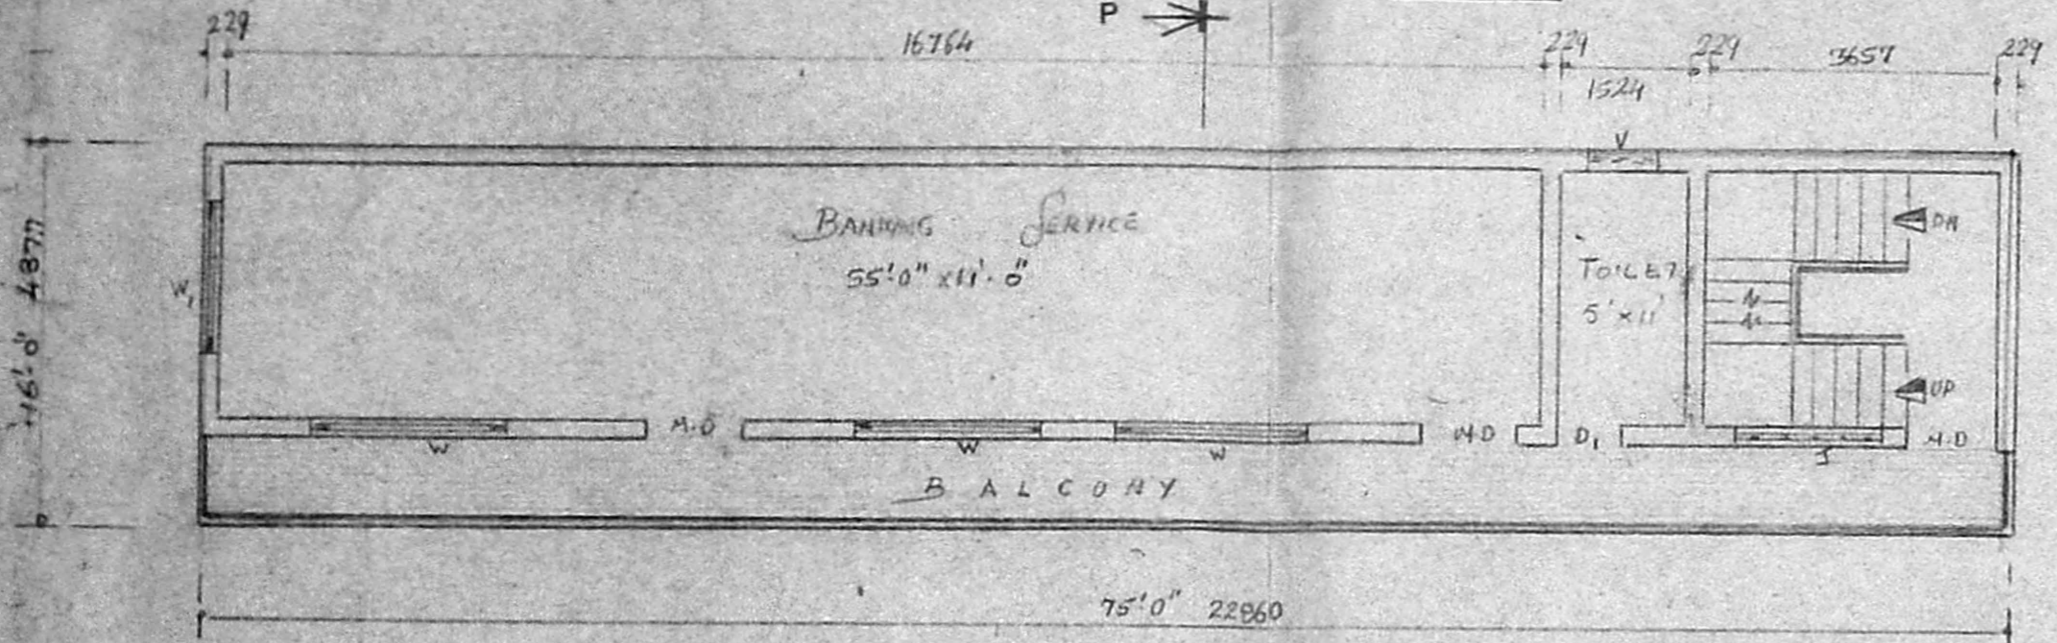 P
229
16764
229
1524
229
3657
229
V
BANKING SERVICE
55'-0" x 11'-0"
TOILET
5' x 11'
DN
UP
W1
16'-0" 4877
M.D
M.D
D1
M.D
W
W
W
J
BALCONY
75'-0" 22860